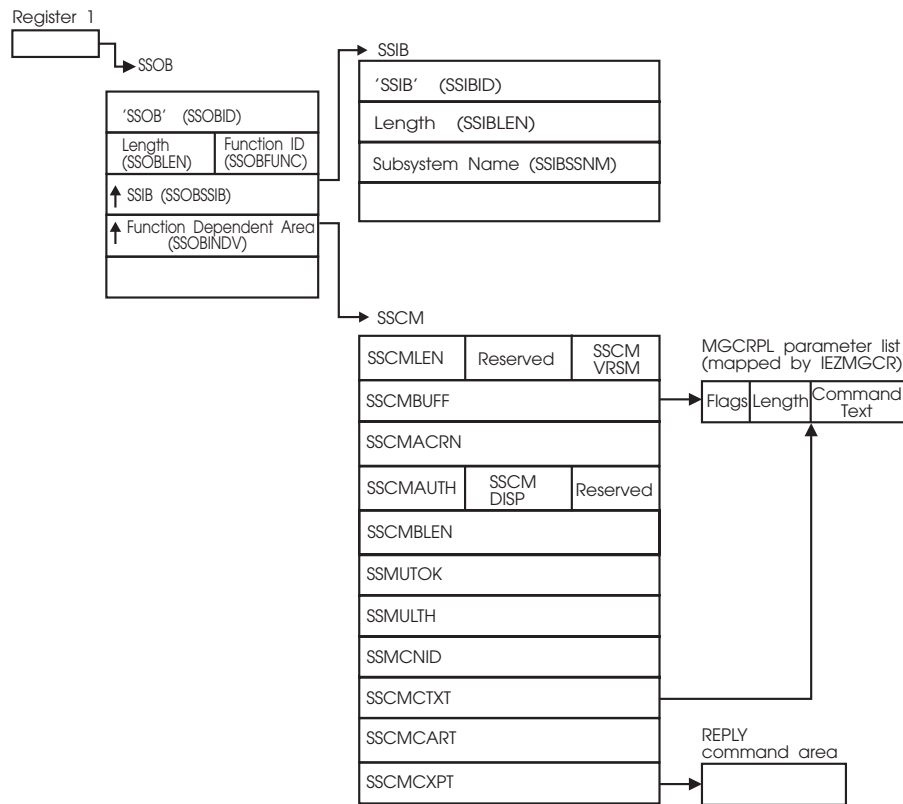 Register 1
SSOB
'SSOB' (SSOBID)
Length
(SSOBLEN)
Function ID
(SSOBFUNC)
SSIB (SSOBSSIB)
Function Dependent Area
(SSOBINDV)
SSIB
'SSIB' (SSIBID)
Length (SSIBLEN)
Subsystem Name (SSIBSSNM)
SSCM
SSCMLEN
Reserved
SSCM
VRSM
SSCMBUFF
SSCMACRN
SSCMAUTH
SSCM
DISP
Reserved
SSCMBLEN
SSMUTOK
SSMULTH
SSMCNID
SSCMCTXT
SSCMCART
SSCMCXPT
MGCRPL parameter list
(mapped by IEZMGCR)
Flags
Length
Command
Text
REPLY
command area